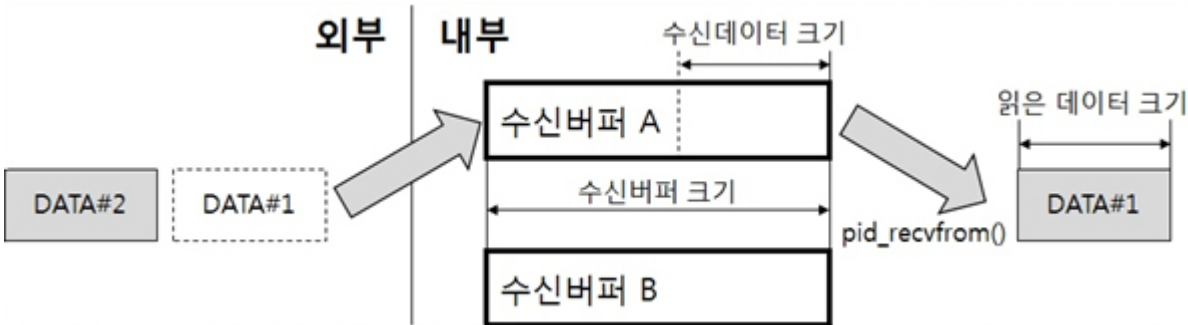 외부 내부
수신데이터 크기
수신버퍼 A
읽은 데이터 크기
DATA#2 DATA#1
수신버퍼 크기
DATA#1
pid_recvfrom()
수신버퍼 B